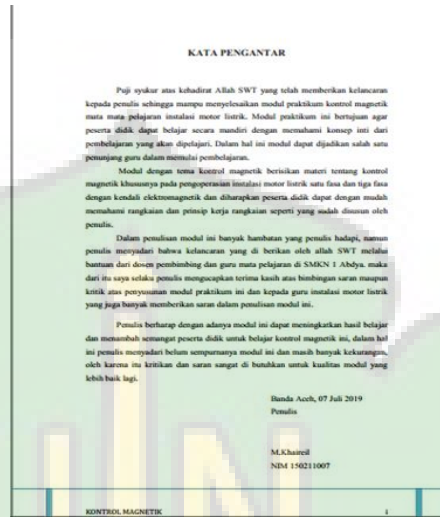 KATA PENGANTAR
Puji syukur atas kehadirat Allah SWT yang telah memberikan kelancaran
kepada penulis sehingga mampu menyelesaikan modul praktikum kontrol magnetik
mata mata pelajaran instalasi motor listrik. Modul praktikum ini bertujuan agar
peserta didik dapat belajar secara mandiri dengan memahami konsep inti dari
pembelajaran yang akan dipelajari. Dalam hal ini modul dapat dijadikan salah satu
penunjang guru dalam memulai pembelajaran.
Modul dengan tema kontrol magnetik berisikan materi tentang kontrol
magnetik khususnya pada pengoperasian instalasi motor listrik satu fasa dan tiga fasa
dengan kendali elektromagnetik dan diharapkan peserta didik dapat dengan mudah
memahami rangkaian dan prinsip kerja rangkaian seperti yang sudah disusun oleh
penulis.
Dalam penulisan modul ini banyak hambatan yang penulis hadapi, namun
penulis menyadari bahwa kelancaran yang di berikan oleh allah SWT melalui
bantuan dari dosen pembimbing dan guru mata pelajaran di SMKN 1 Abdya. maka
dari itu saya selaku penulis mengucapkan terima kasih atas bimbingan saran maupun
kritik atas penyusunan modul praktikum ini dan kepada guru instalasi motor listrik
yang juga banyak memberikan saran dalam penulisan modul ini.
Penulis berharap dengan adanya modul ini dapat meningkatkan hasil belajar
dan menambah semangat peserta didik untuk belajar kontrol magnetik ini, dalam hal
ini penulis menyadari belum sempurnanya modul ini dan masih banyak kekurangan,
oleh karena itu kritikan dan saran sangat di butuhkan untuk kualitas modul yang
lebih baik lagi.
Banda Aceh, 07 Juli 2019
Penulis
M.Khaireil
NIM 150211007
KONTROL MAGNETIK i